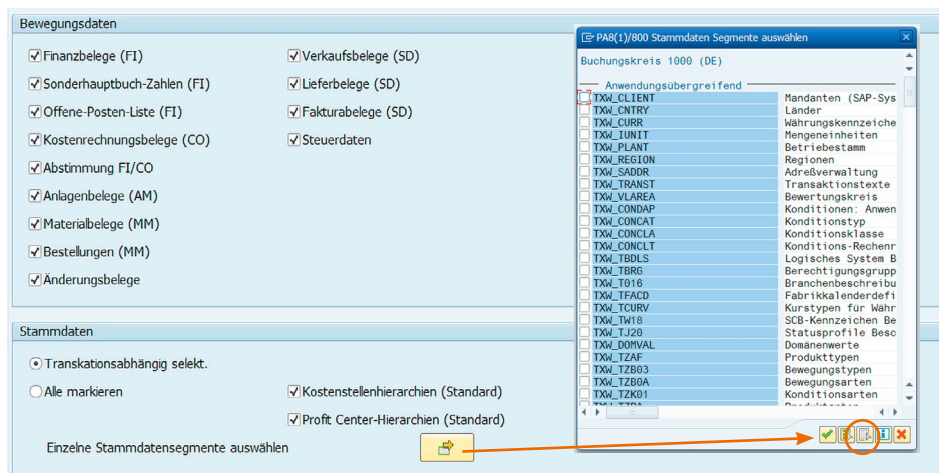 Bewegungsdaten
Finanzbelege (FI)
Verkaufsbelege (SD)
Sonderhauptbuch-Zahlen (FI)
Lieferbelege (SD)
Offene-Posten-Liste (FI)
Fakturabelege (SD)
Kostenrechnungsbelege (CO)
Steuerdaten
Abstimmung FI/CO
Anlagenbelege (AM)
Materialbelege (MM)
Bestellungen (MM)
Änderungsbelege
Stammdaten
Transkationsabhängig selekt.
Alle markieren
Kostenstellenhierarchien (Standard)
Profit Center-Hierarchien (Standard)
Einzelne Stammdatensegmente auswählen
PA8(1)/800 Stammdaten Segmente auswählen
Buchungskreis 1000 (DE)
Anwendungsübergreifend
TXW_CLIENT Mandanten (SAP-Sys
TXW_CNTRY Länder
TXW_CURR Währungskennzeiche
TXW_IUNIT Mengeneinheiten
TXW_PLANT Betriebestamm
TXW_REGION Regionen
TXW_SADDR Adreßverwaltung
TXW_TRANST Transaktionstexte
TXW_VLAREA Bewertungskreis
TXW_CONDAP Konditionen: Anwen
TXW_CONCAT Konditionstyp
TXW_CONCLA Konditionsklasse
TXW_CONCLT Konditions-Rechenr
TXW_TBDLS Logisches System B
TXW_TBRG Berechtigungsgrupp
TXW_T016 Branchenbeschreibu
TXW_TFACD Fabrikkalenderdefi
TXW_TCURV Kurstypen für Währ
TXW_TW18 SCB-Kennzeichen Be
TXW_TJ20 Statusprofile Besc
TXW_DOMVAL Domänenwerte
TXW_TZAF Produkttypen
TXW_TZB03 Bewegungstypen
TXW_TZB0A Bewegungsarten
TXW_TZK01 Konditionsarten